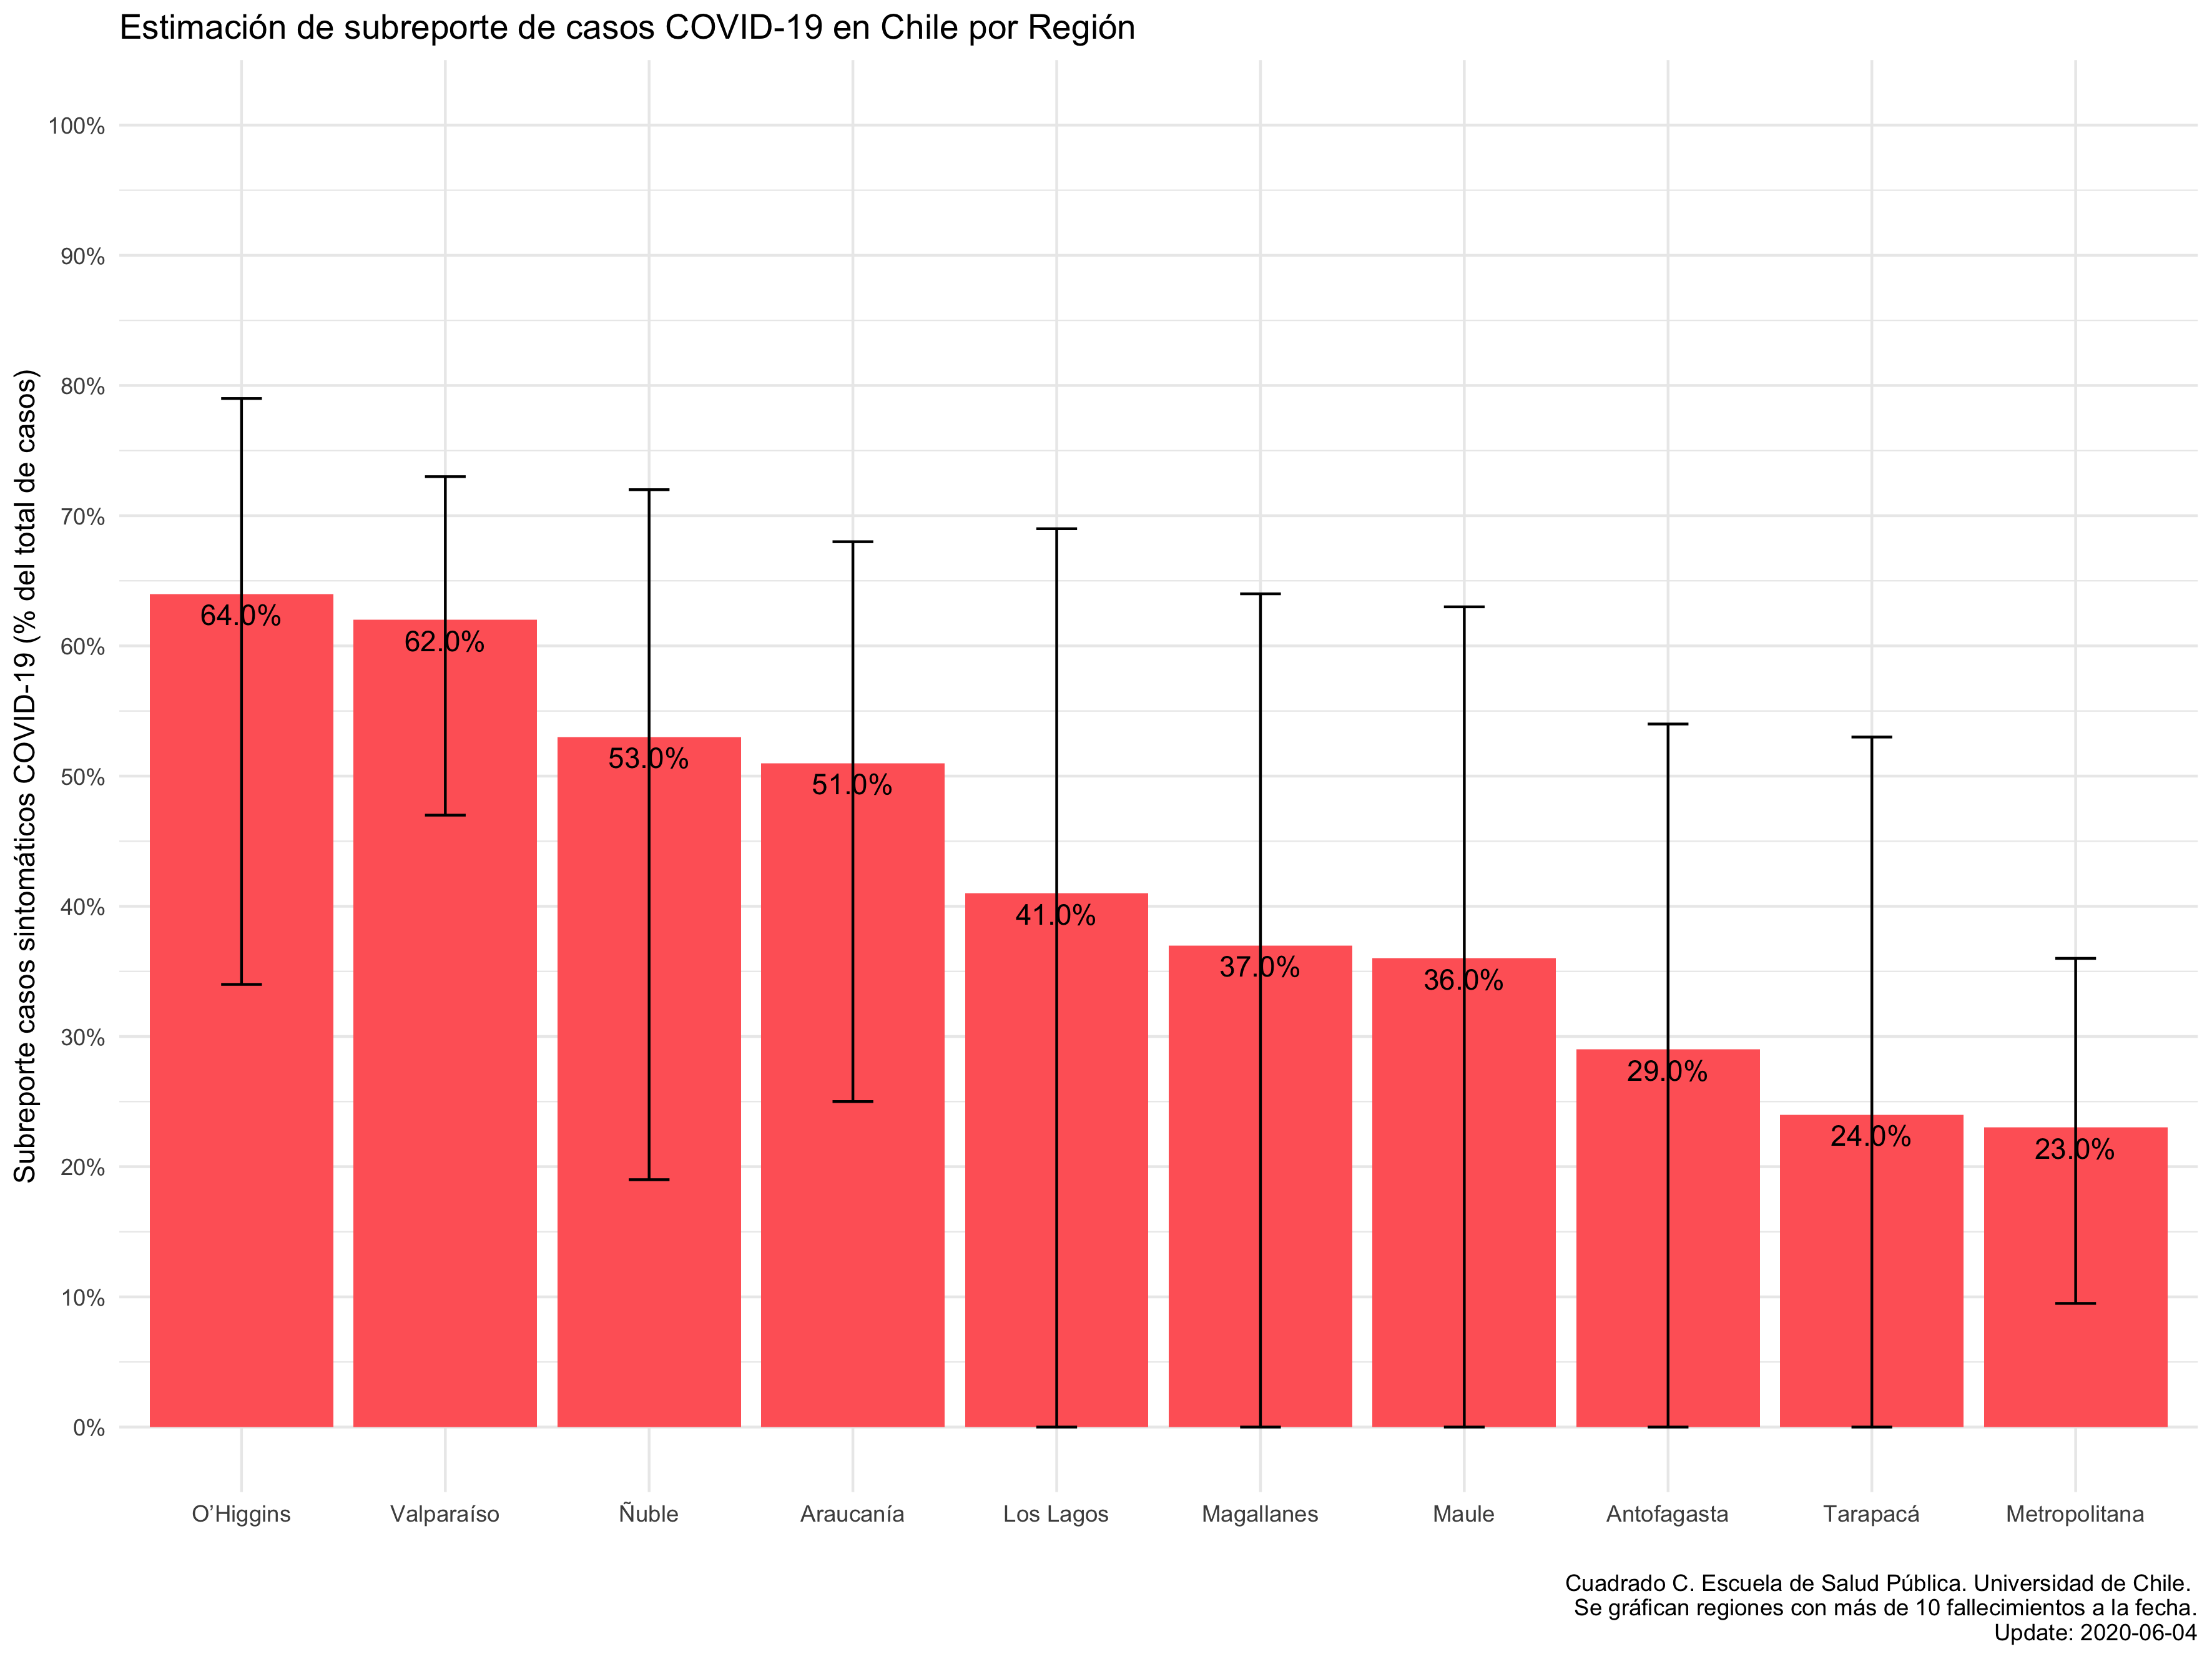 Estimación de subreporte de casos COVID-19 en Chile por Región
Subreporte casos sintomáticos COVID-19 (% del total de casos)
100%
90%
80%
70%
60%
50%
40%
30%
20%
10%
0%
64.0%
62.0%
53.0%
51.0%
41.0%
37.0%
36.0%
29.0%
24.0%
23.0%
O’Higgins
Valparaíso
Ñuble
Araucanía
Los Lagos
Magallanes
Maule
Antofagasta
Tarapacá
Metropolitana
Cuadrado C. Escuela de Salud Pública. Universidad de Chile.
Se gráfican regiones con más de 10 fallecimientos a la fecha.
Update: 2020-06-04